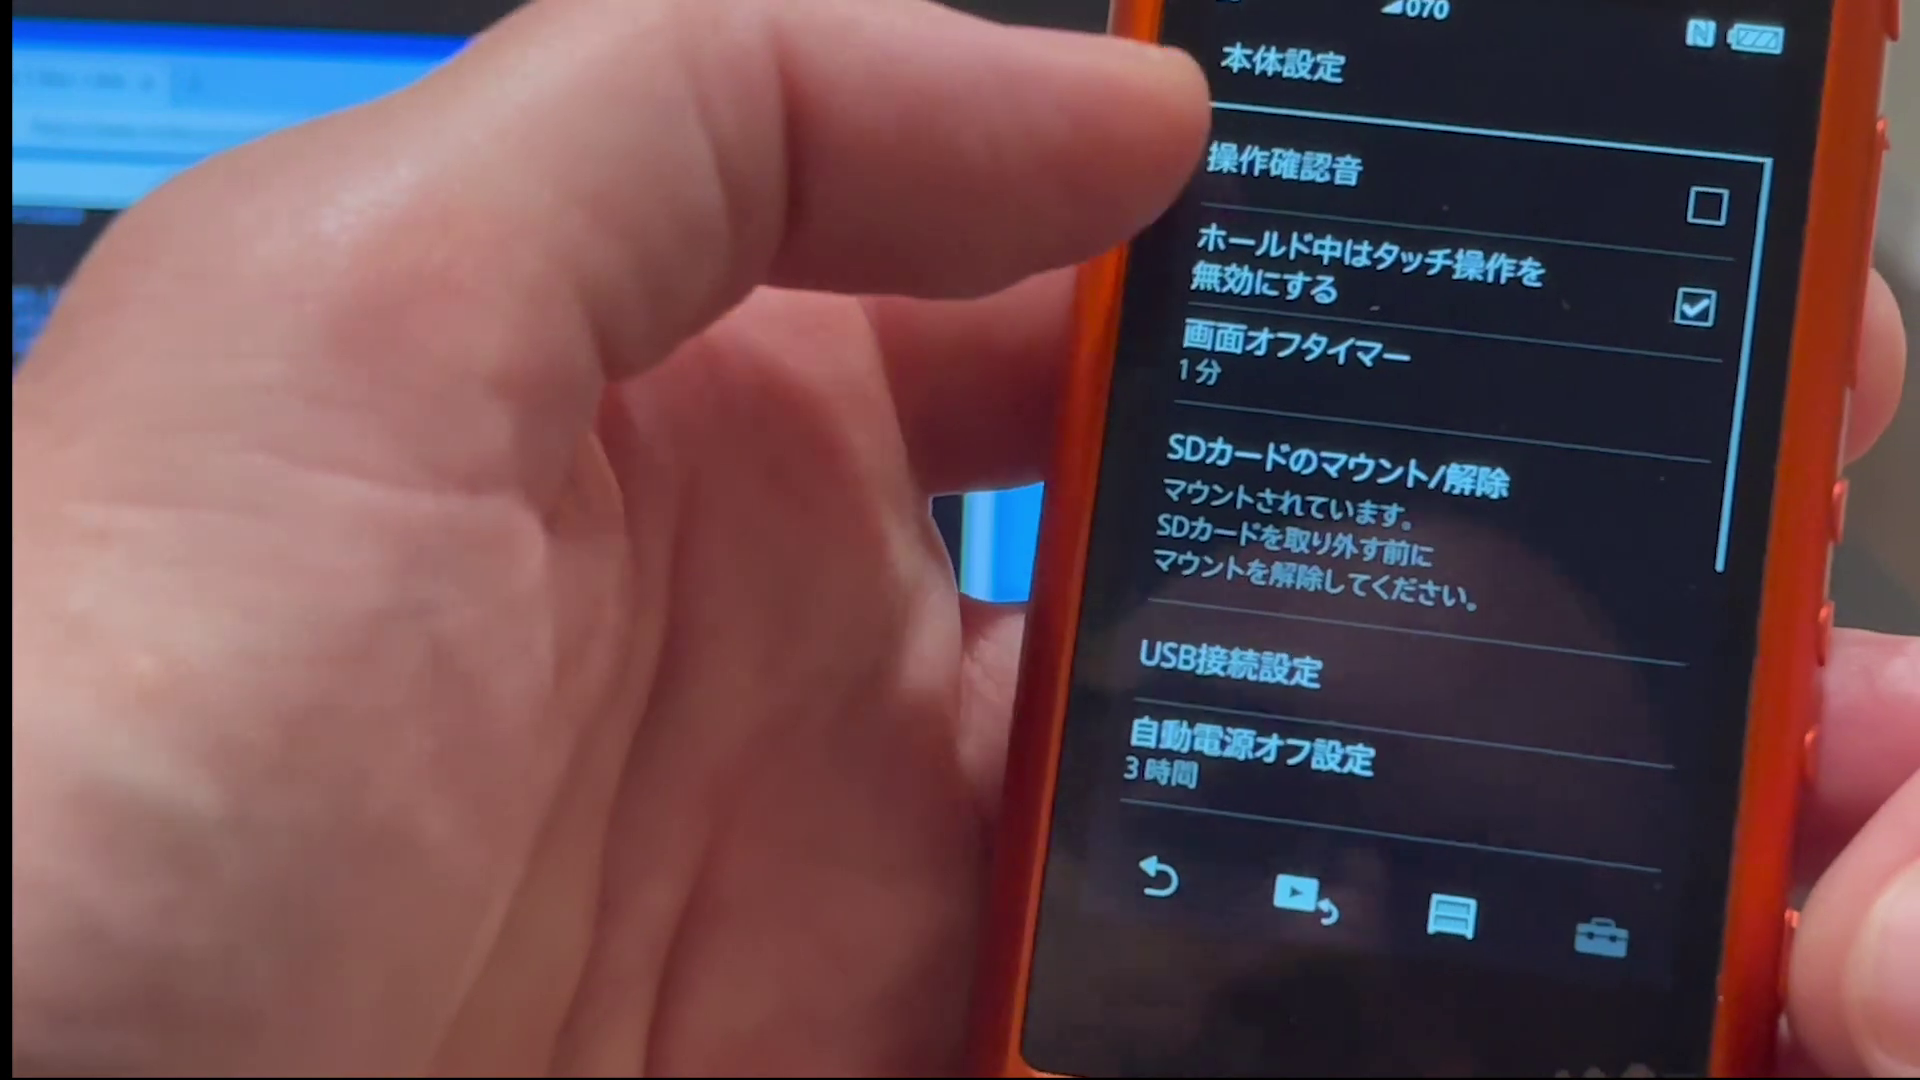 070
N
本体設定
操作確認音
ホールド中はタッチ操作を
無効にする
画面オフタイマー
1分
SDカードのマウント/解除
マウントされています。
SDカードを取り外す前に
マウントを解除してください。
USB接続設定
自動電源オフ設定
3時間